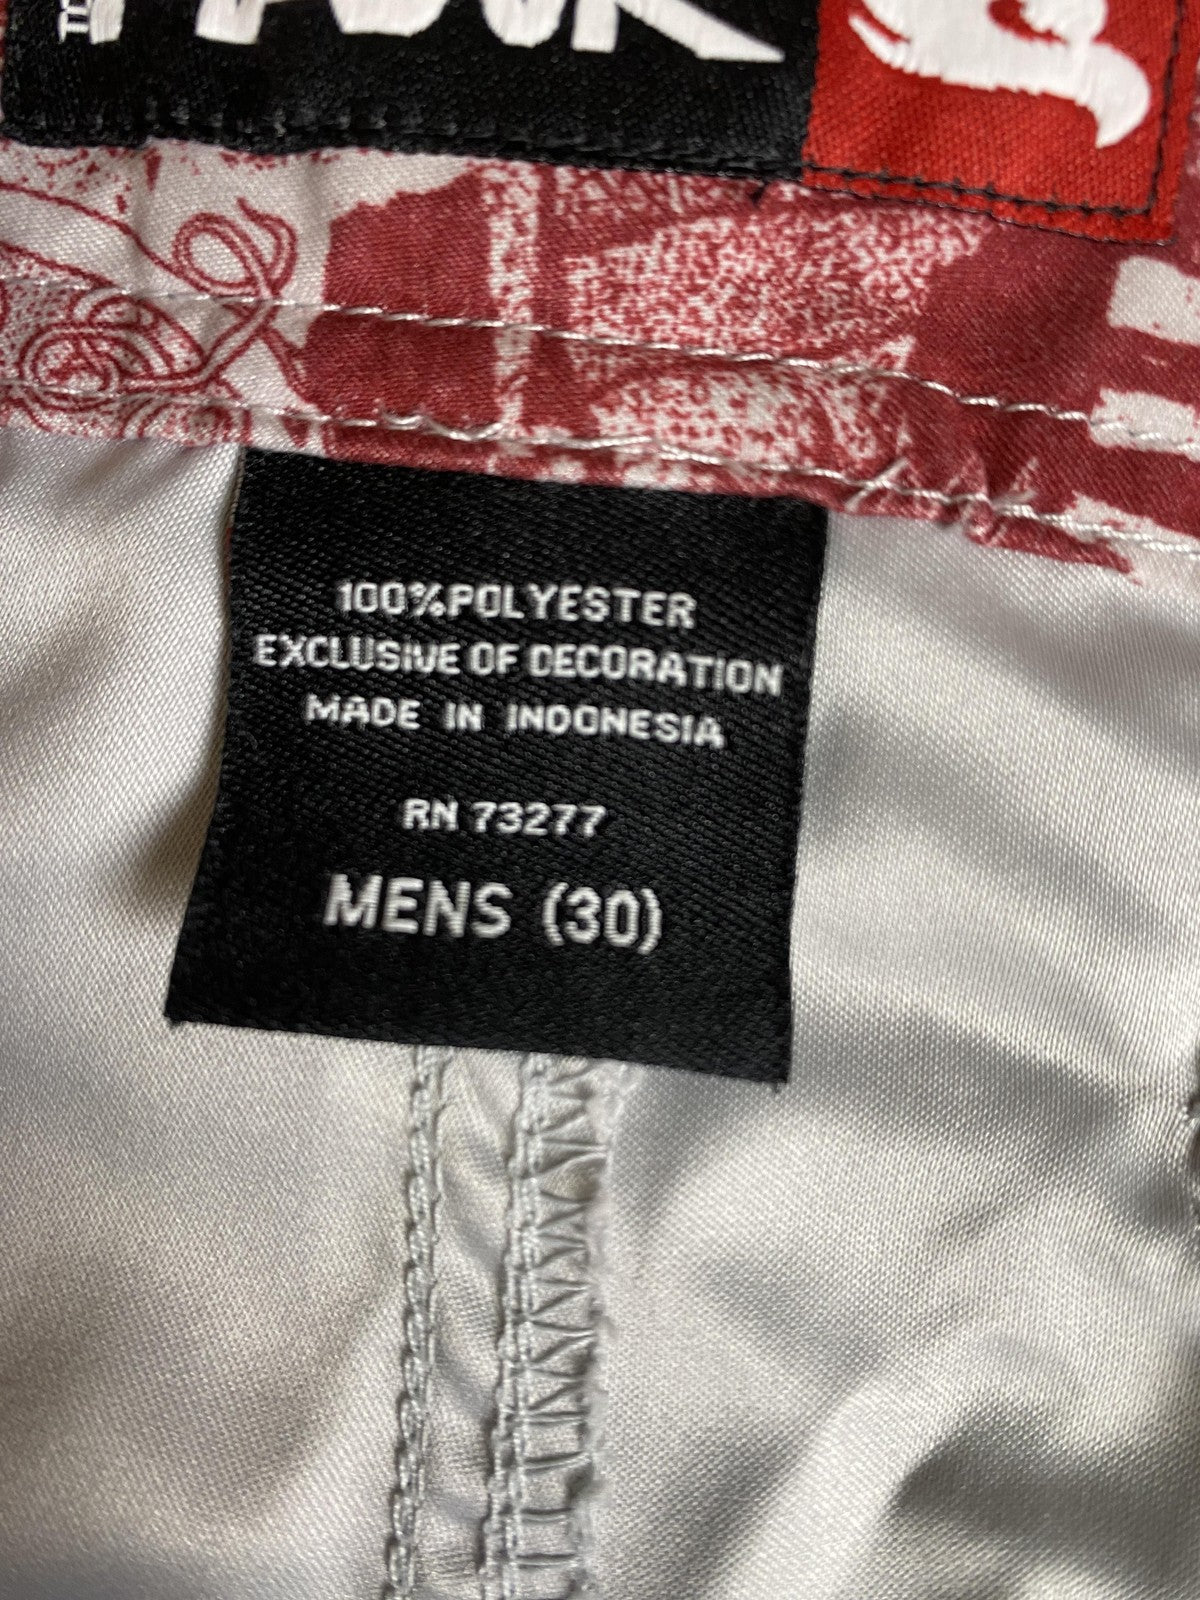 100%POLYESTER
EXCLUSIVE OF DECORATION
MADE IN INDONESIA
RN 73277
MENS (30)